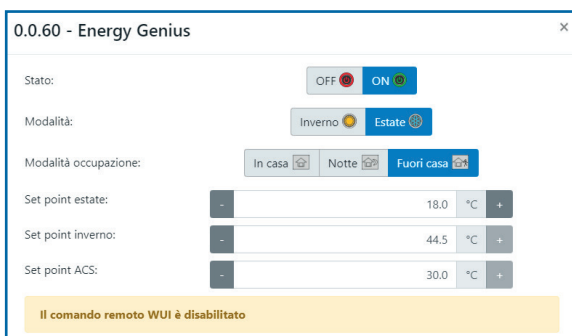 0.0.60 - Energy Genius ×
Stato: OFF ON
Modalità: Inverno Estate
Modalità occupazione: In casa Notte Fuori casa
Set point estate: - 18.0 °C +
Set point inverno: - 44.5 °C +
Set point ACS: - 30.0 °C +
Il comando remoto WUI è disabilitato